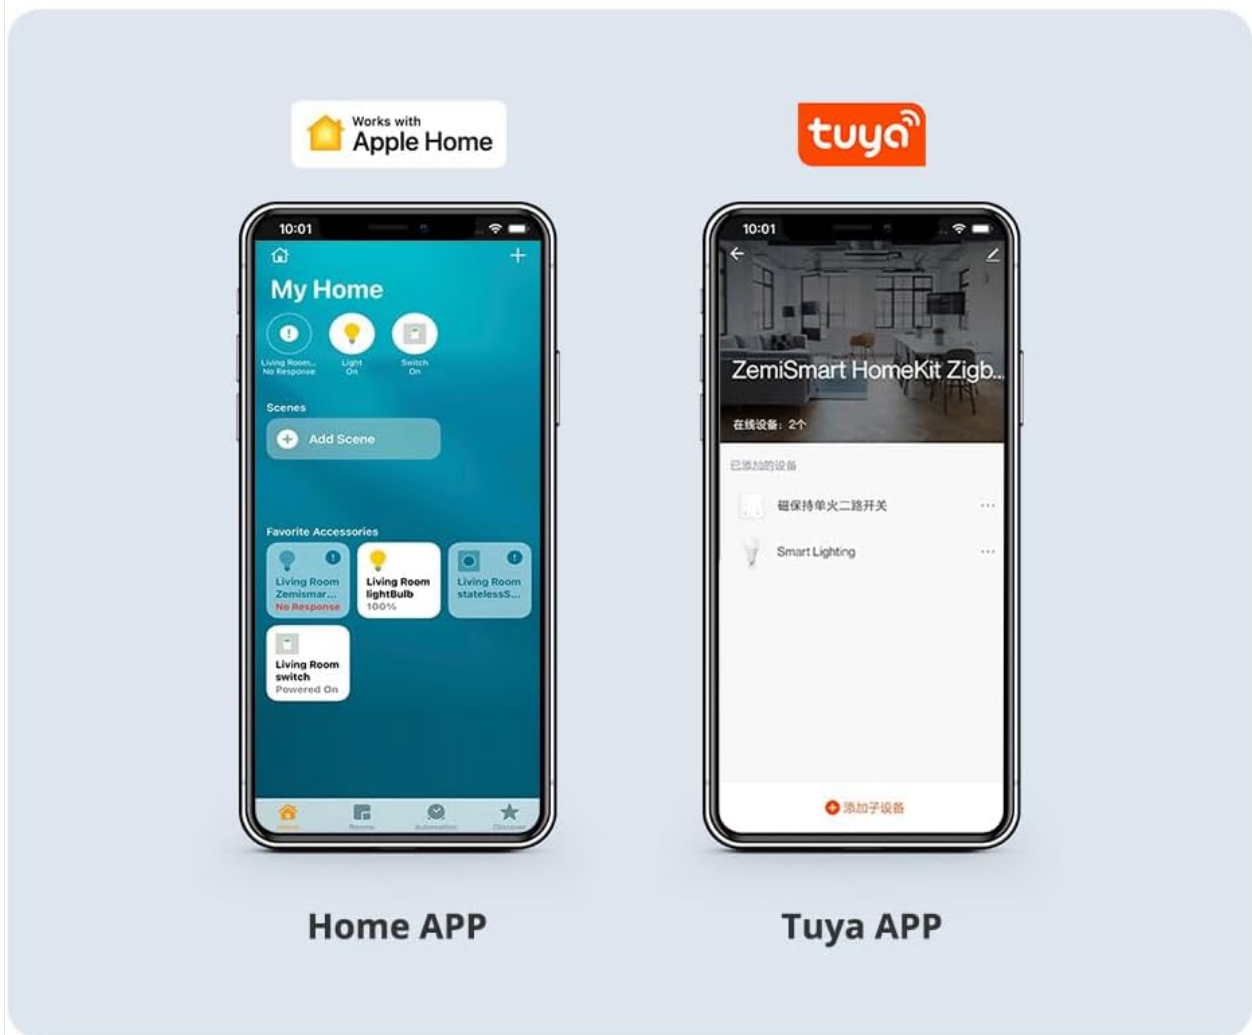 Works with
Apple Home
10:01
My Home
Living Room...
No Response
Light
On
Switch
On
Scenes
Add Scene
Favorite Accessories
Living Room
Zemismar...
No Response
Living Room
lightBulb
100%
Living Room
statelessS...
Living Room
switch
Powered On
Home APP
tuya
10:01
ZemiSmart HomeKit Zigb..
在线设备：2个
已添加的设备
磁保持单火二路开关
Smart Lighting
添加子设备
Tuya APP